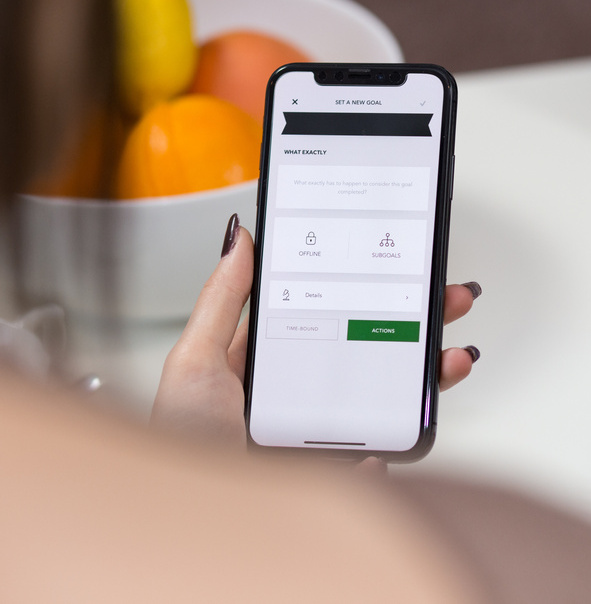 SET A NEW GOAL
WHAT EXACTLY
What exactly has to happen to consider this goal
completed?
OFFLINE
SUBGOALS
Details
TIME-BOUND
ACTIONS